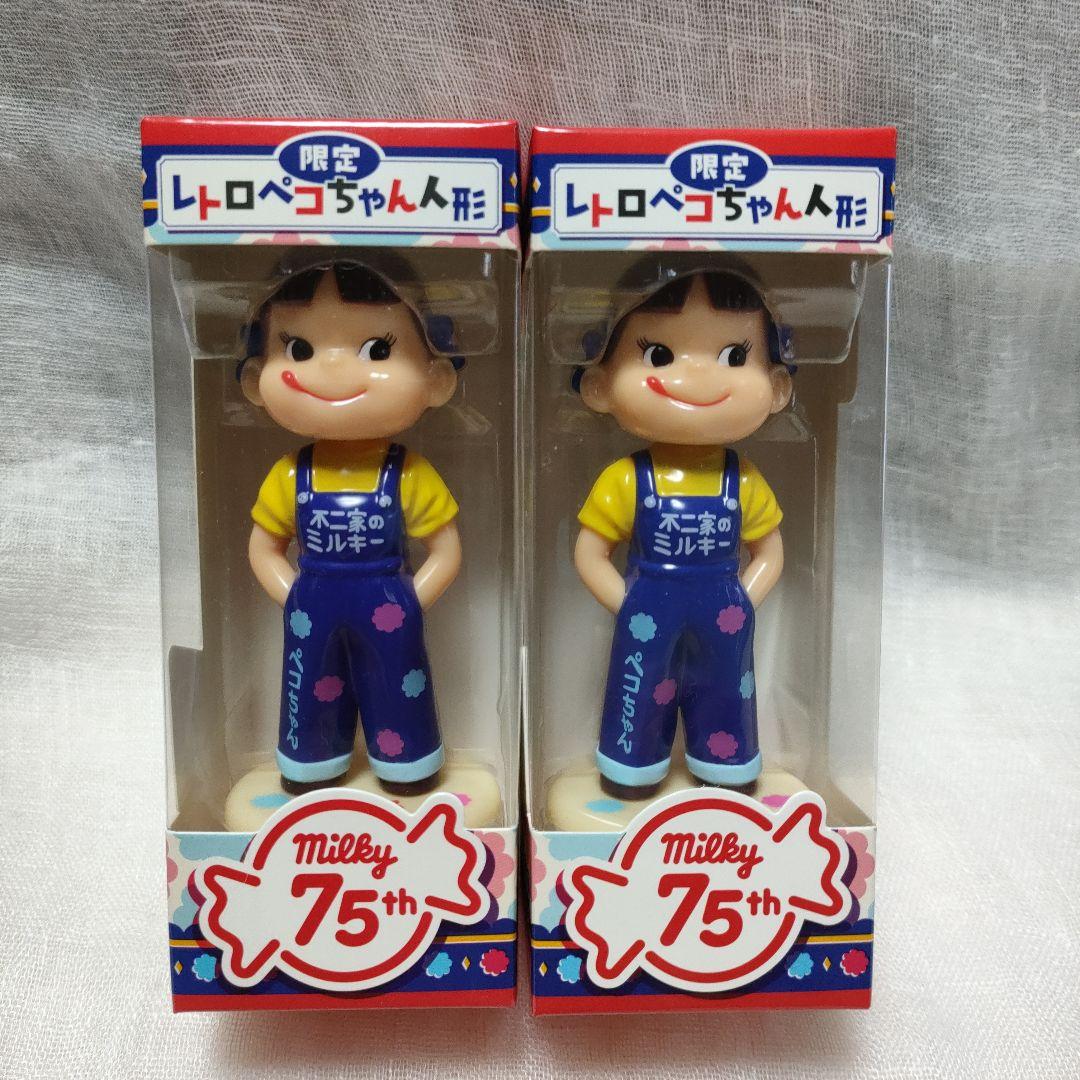 限定
レトロペコちゃん人形
不二家の
ミルキー
ペコちゃん
milky
75th
限定
レトロペコちゃん人形
不二家の
ミルキー
ペコちゃん
milky
75th